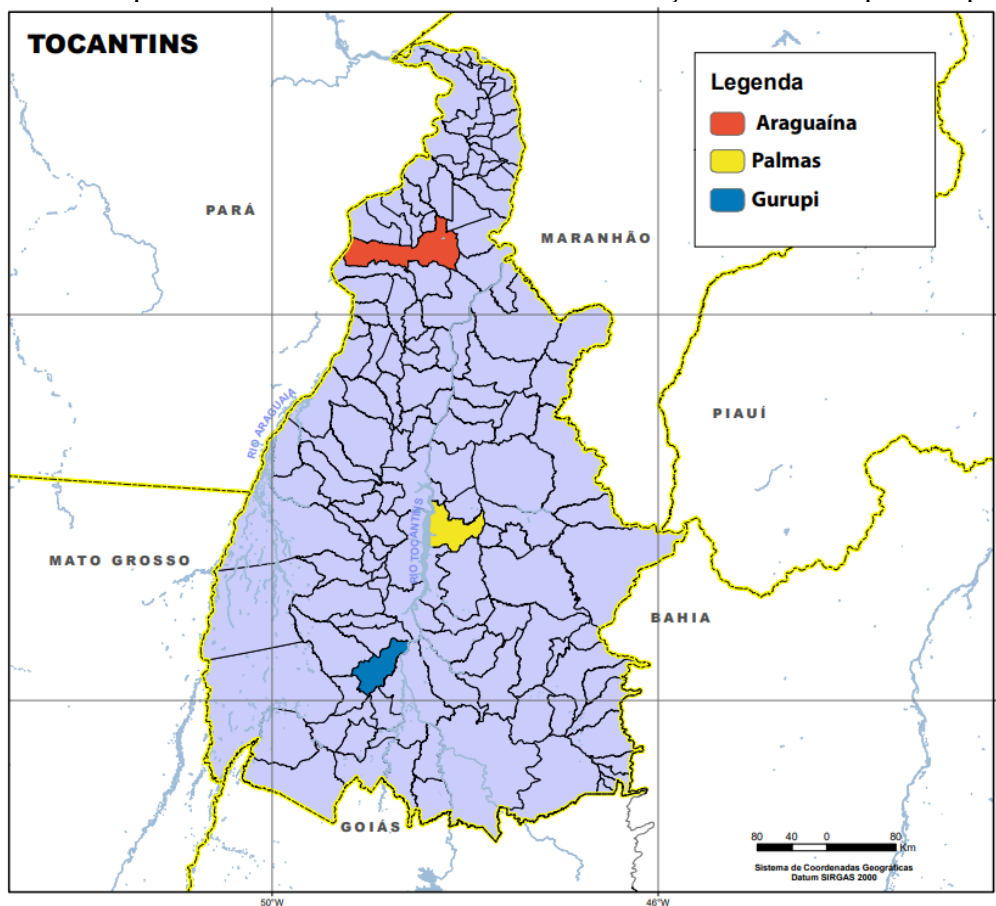 TOCANTINS
Legenda
Araguaína
Palmas
Gurupi
PARÁ
MARANHÃO
PIAUÍ
RIO ARAGUAIA
RIO TOCANTINS
MATO GROSSO
BAHIA
GOIÁS
80 40 0 80
Km
Sistema de Coordenadas Geográficas
Datum SIRGAS 2000
50°W 46°W